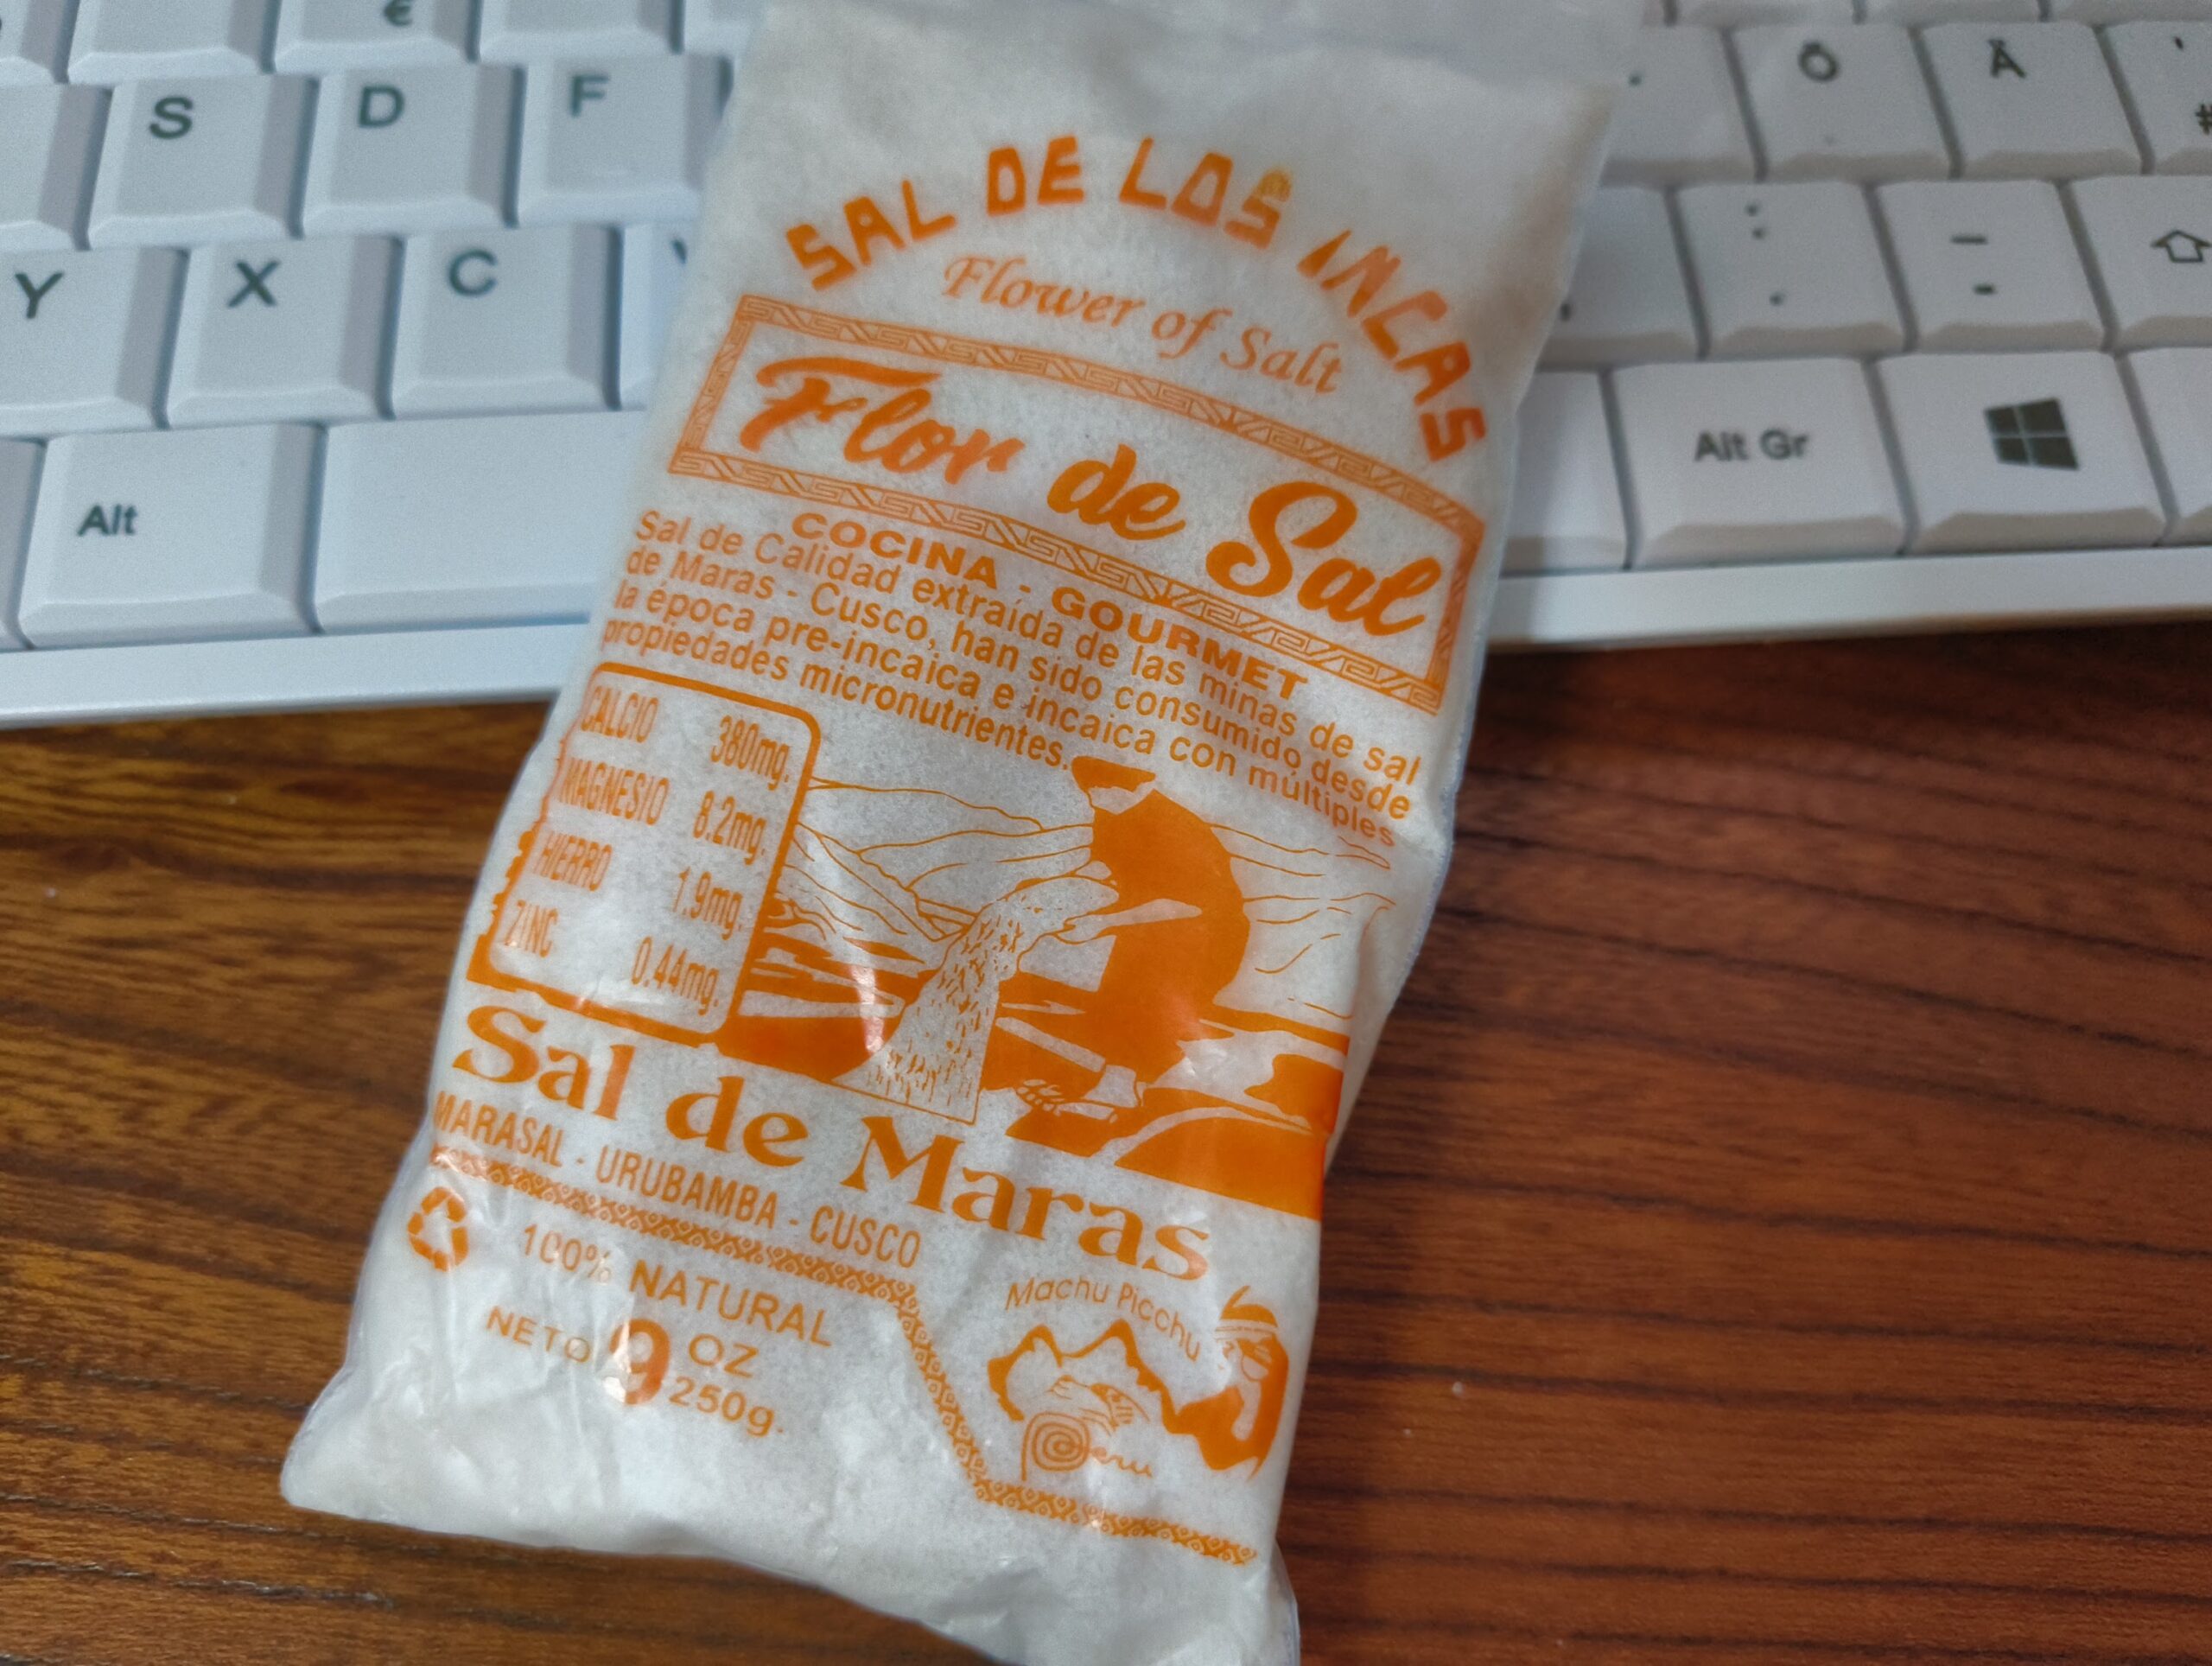 €
S D F
Ö Ä ' #
Y X C
: .
_ -
Alt
Alt Gr
SAL DE LOS INCAS
Flower of Salt
Flor de Sal
COCINA - GOURMET
Sal de Calidad extraída de las minas de sal
de Maras - Cusco, han sido consumido desde
la época pre-incaica e incaica con múltiples
propiedades micronutrientes.
CALCIO 380mg.
MAGNESIO 8.2mg.
HIERRO 1.9mg.
ZINC 0.44mg.
Sal de Maras
MARASAL - URUBAMBA - CUSCO
100% NATURAL
NETO 9 OZ
250g.
Machu Picchu
Peru